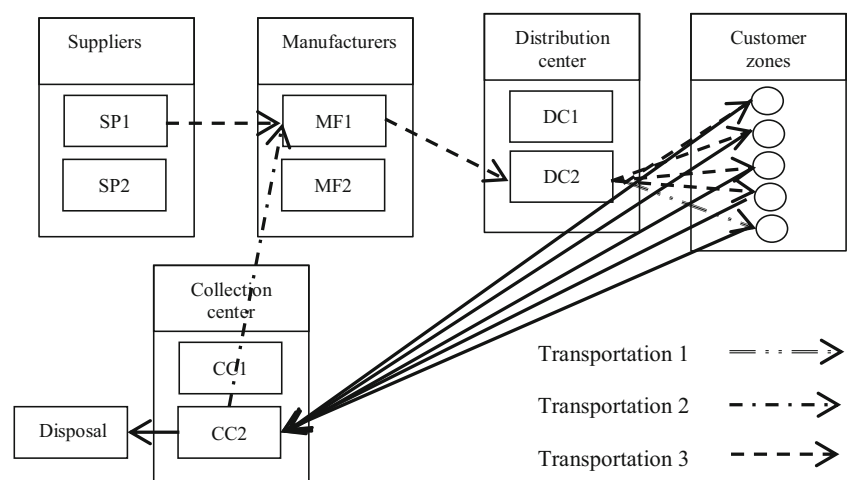 Suppliers
Manufacturers
Distribution
center
Customer
zones
SP1
MF1
DC1
SP2
MF2
DC2
Collection
center
CC1
CC2
Disposal
Transportation 1
Transportation 2
Transportation 3